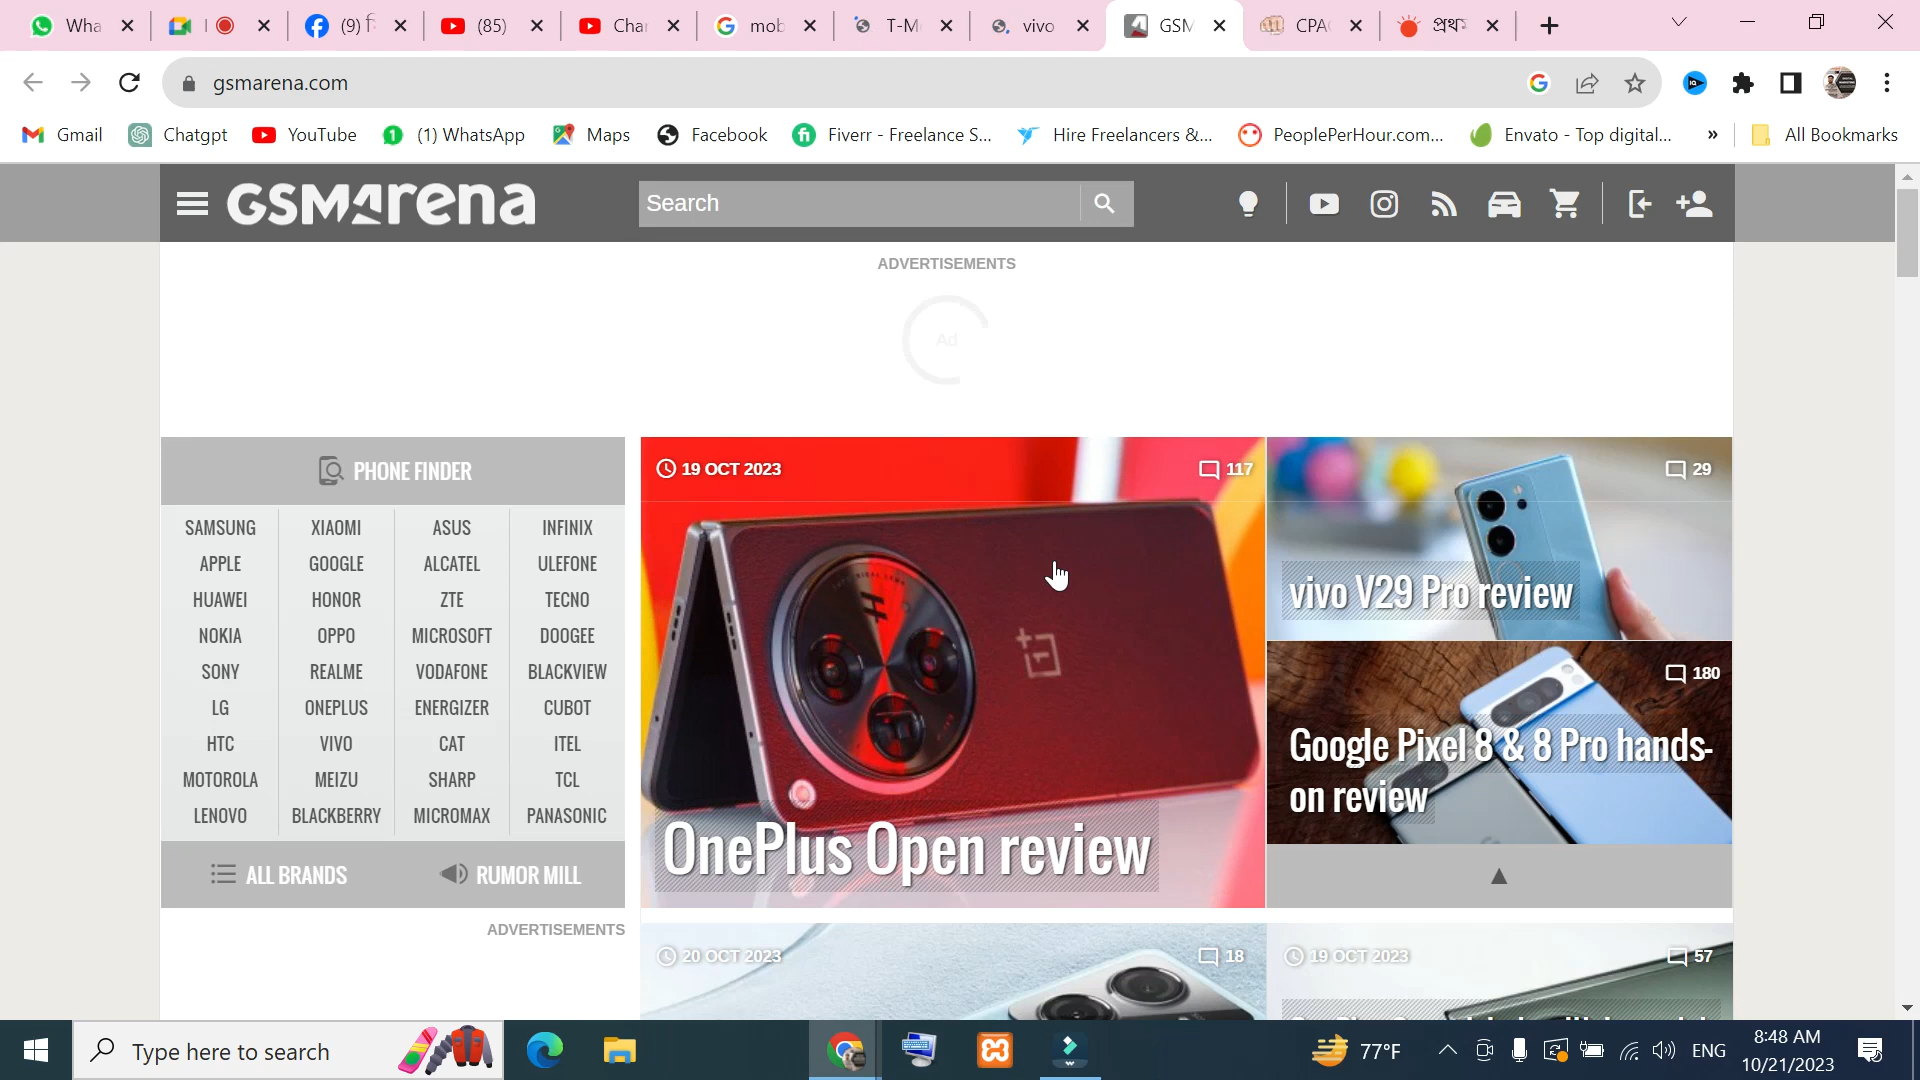 Wha
(9)
(85)
Cha
mob
T-M
vivo
GSM
CPA
প্রথ
gsmarena.com
Gmail
Chatgpt
YouTube
(1) WhatsApp
Maps
Facebook
Fiverr - Freelance S...
Hire Freelancers &...
PeoplePerHour.com...
Envato - Top digital...
»
All Bookmarks
GSMArena
Search
ADVERTISEMENTS
Ad
PHONE FINDER
SAMSUNG XIAOMI ASUS INFINIX
APPLE GOOGLE ALCATEL ULEFONE
HUAWEI HONOR ZTE TECNO
NOKIA OPPO MICROSOFT DOOGEE
SONY REALME VODAFONE BLACKVIEW
LG ONEPLUS ENERGIZER CUBOT
HTC VIVO CAT ITEL
MOTOROLA MEIZU SHARP TCL
LENOVO BLACKBERRY MICROMAX PANASONIC
ALL BRANDS
RUMOR MILL
ADVERTISEMENTS
19 OCT 2023
117
OnePlus Open review
29
vivo V29 Pro review
180
Google Pixel 8 & 8 Pro hands-
on review
20 OCT 2023
18
19 OCT 2023
57
Type here to search
77°F
ENG
8:48 AM
10/21/2023